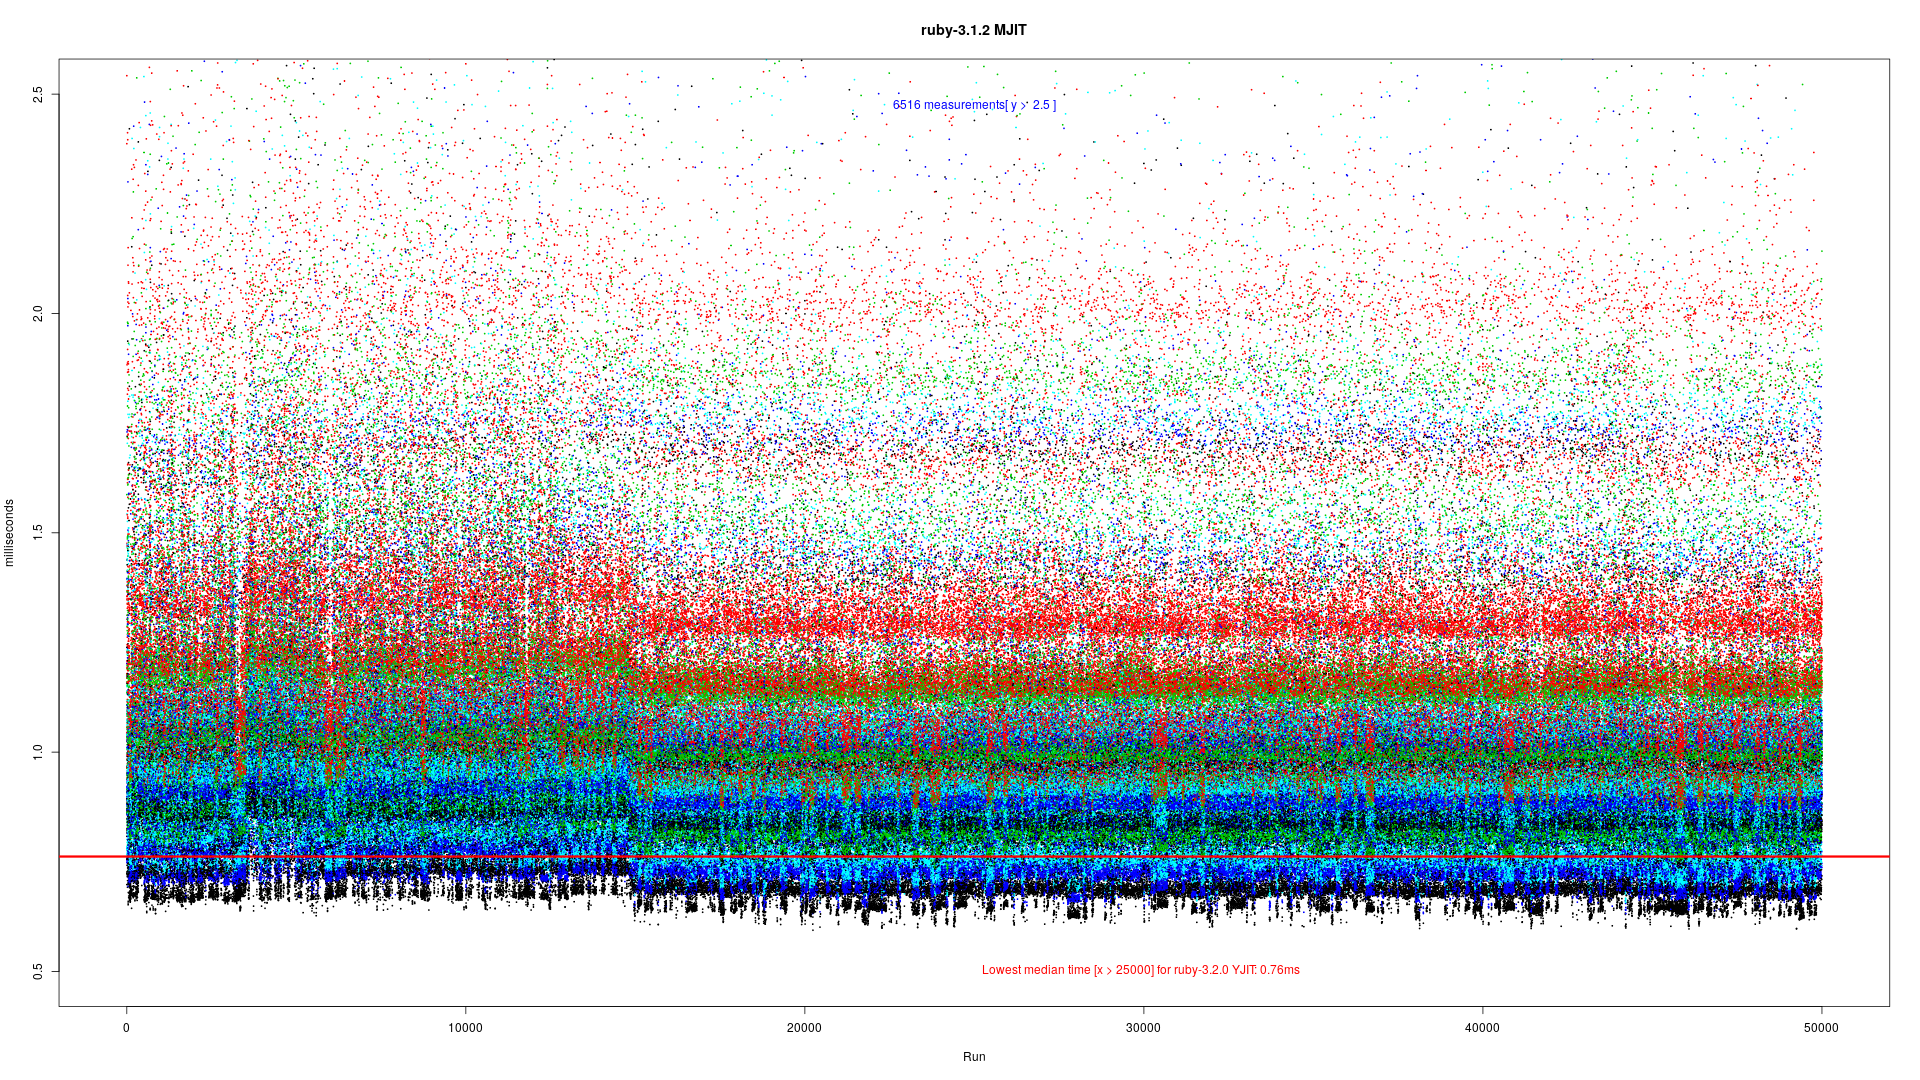 ruby-3.1.2 MJIT
6516 measurements[ y > 2.5 ]
milliseconds
2.5
2.0
1.5
1.0
0.5
Lowest median time [x > 25000] for ruby-3.2.0 YJIT: 0.76ms
0 10000 20000 30000 40000 50000
Run